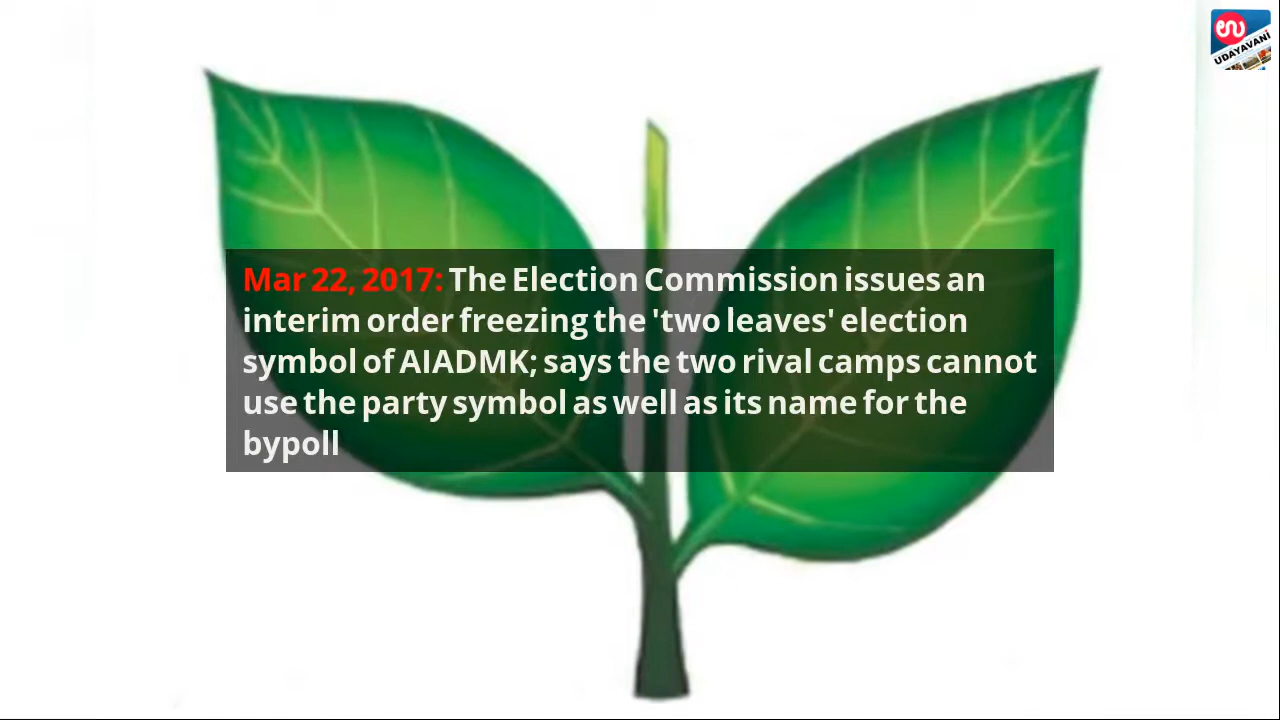 ಉ
UDAYAVANI
Mar 22, 2017: The Election Commission issues an
interim order freezing the 'two leaves' election
symbol of AIADMK; says the two rival camps cannot
use the party symbol as well as its name for the
bypoll